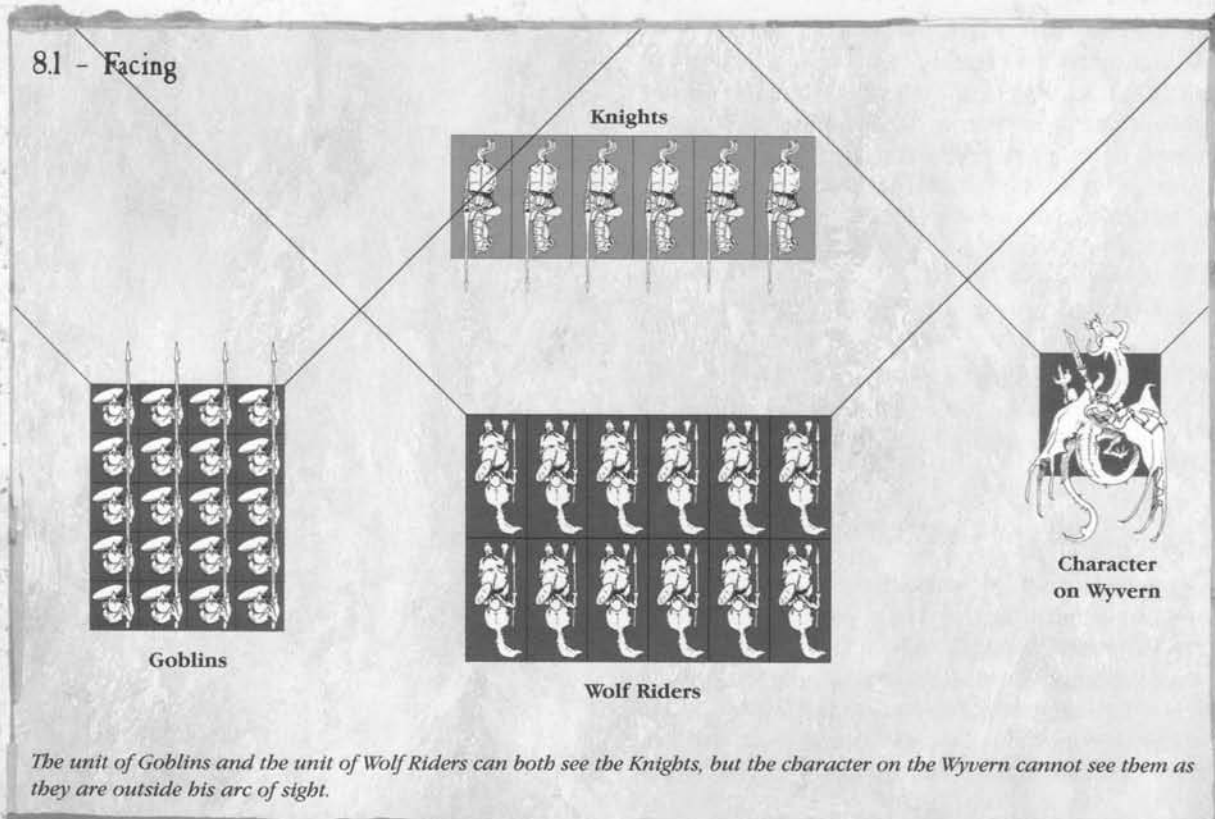 8.1 - Facing
Knights
Goblins
Wolf Riders
Character
on Wyvern
The unit of Goblins and the unit of Wolf Riders can both see the Knights, but the character on the Wyvern cannot see them as
they are outside his arc of sight.